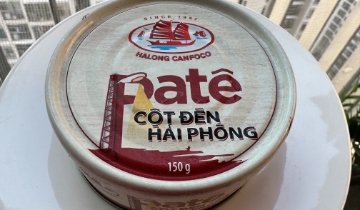 SINCE 1957
HALONG CANFOCO
patê
CỘT ĐÈN
HẢI PHÒNG
150 g